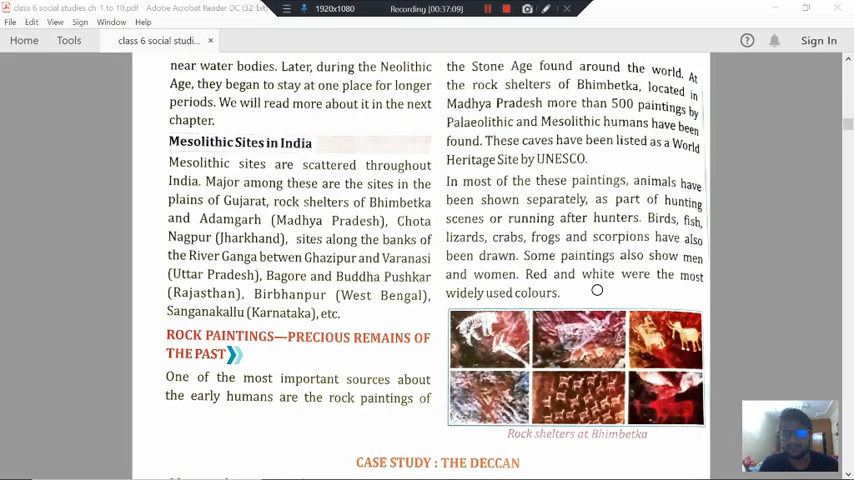 class 6 social studies ch 1 to 10.pdf - Adobe Acrobat Reader DC (32-bit)
1920x1080
Recording [00:37:09]
File Edit View Sign Window Help
Home Tools class 6 social studi... × Sign In
near water bodies. Later, during the Neolithic
Age, they began to stay at one place for longer
periods. We will read more about it in the next
chapter.
Mesolithic Sites in India
Mesolithic sites are scattered throughout
India. Major among these are the sites in the
plains of Gujarat, rock shelters of Bhimbetka
and Adamgarh (Madhya Pradesh), Chota
Nagpur (Jharkhand), sites along the banks of
the River Ganga betwen Ghazipur and Varanasi
(Uttar Pradesh), Bagore and Buddha Pushkar
(Rajasthan), Birbhanpur (West Bengal),
Sanganakallu (Karnataka), etc.
ROCK PAINTINGS—PRECIOUS REMAINS OF
THE PAST
One of the most important sources about
the early humans are the rock paintings of
the Stone Age found around the world. At
the rock shelters of Bhimbetka, located in
Madhya Pradesh more than 500 paintings by
Palaeolithic and Mesolithic humans have been
found. These caves have been listed as a World
Heritage Site by UNESCO.
In most of the these paintings, animals have
been shown separately, as part of hunting
scenes or running after hunters. Birds, fish,
lizards, crabs, frogs and scorpions have also
been drawn. Some paintings also show men
and women. Red and white were the most
widely used colours.
Rock shelters at Bhimbetka
CASE STUDY : THE DECCAN